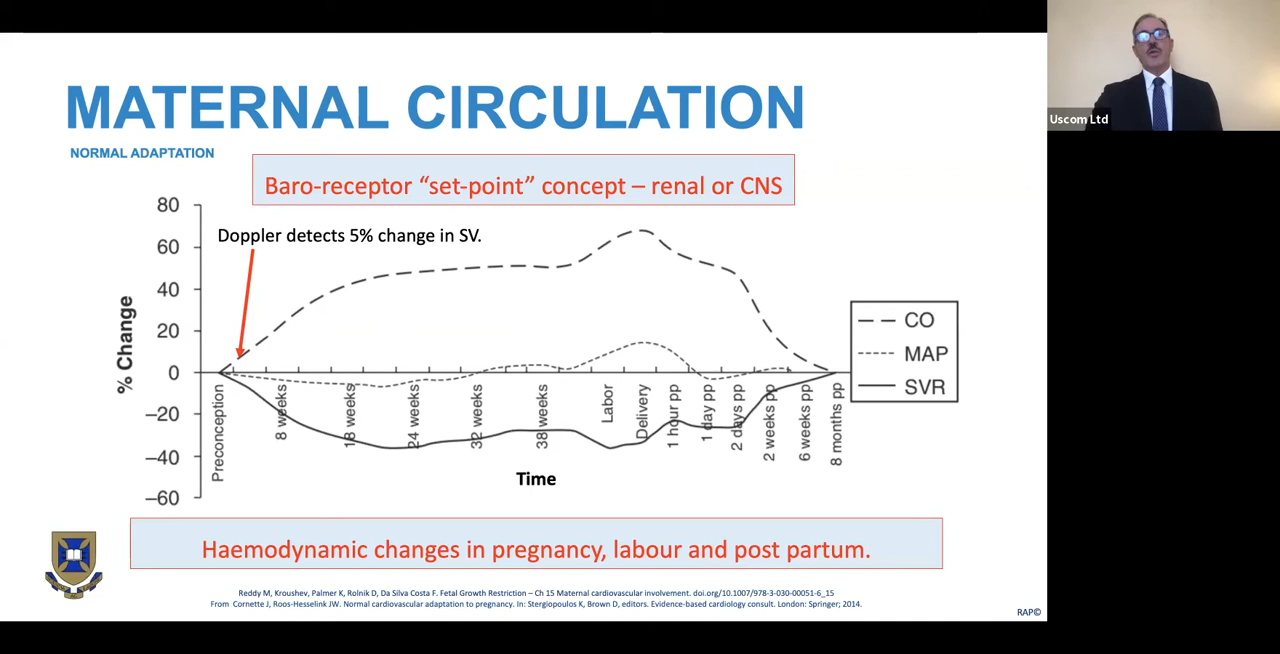 MATERNAL CIRCULATION
NORMAL ADAPTATION
Baro-receptor “set-point” concept – renal or CNS
Doppler detects 5% change in SV.
80
60
40
20
0
–20
–40
–60
% Change
Preconception
8 weeks
18 weeks
24 weeks
32 weeks
38 weeks
Labor
Delivery
1 hour pp
1 day pp
2 days pp
2 weeks pp
6 weeks pp
8 months pp
Time
CO
MAP
SVR
Haemodynamic changes in pregnancy, labour and post partum.
Reddy M, Kroushev, Palmer K, Rolnik D, Da Silva Costa F. Fetal Growth Restriction – Ch 15 Maternal cardiovascular involvement. doi.org/10.1007/978-3-030-00051-6_15
From Cornette J, Roos-Hesselink JW. Normal cardiovascular adaptation to pregnancy. In: Stergiopoulos K, Brown D, editors. Evidence-based cardiology consult. London: Springer; 2014.
RAP©
Uscom Ltd